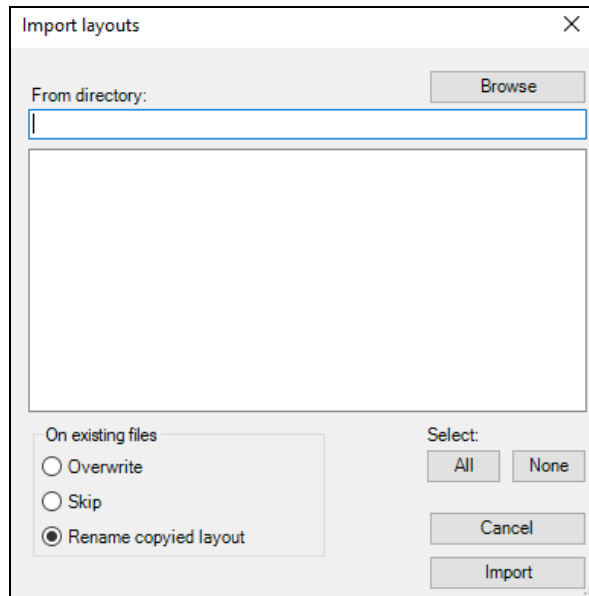 Import layouts
Browse
From directory:
On existing files
Overwrite
Skip
Rename copyied layout
Select:
All None
Cancel
Import